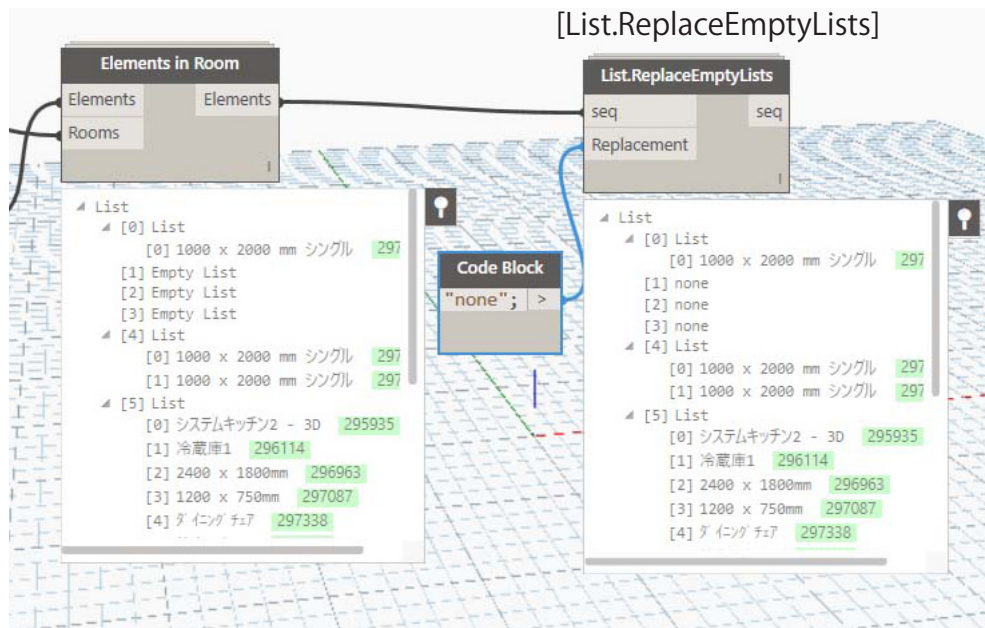 [List.ReplaceEmptyLists]
Elements in Room
Elements Elements
Rooms
List
[0] List
[0] 1000 x 2000 mm シングル 297
[1] Empty List
[2] Empty List
[3] Empty List
[4] List
[0] 1000 x 2000 mm シングル 297
[1] 1000 x 2000 mm シングル 297
[5] List
[0] システムキッチン2 - 3D 295935
[1] 冷蔵庫1 296114
[2] 2400 x 1800mm 296963
[3] 1200 x 750mm 297087
[4] ダイニングチェア 297338
Code Block
"none"; >
List.ReplaceEmptyLists
seq seq
Replacement
List
[0] List
[0] 1000 x 2000 mm シングル 297
[1] none
[2] none
[3] none
[4] List
[0] 1000 x 2000 mm シングル 297
[1] 1000 x 2000 mm シングル 297
[5] List
[0] システムキッチン2 - 3D 295935
[1] 冷蔵庫1 296114
[2] 2400 x 1800mm 296963
[3] 1200 x 750mm 297087
[4] ダイニングチェア 297338